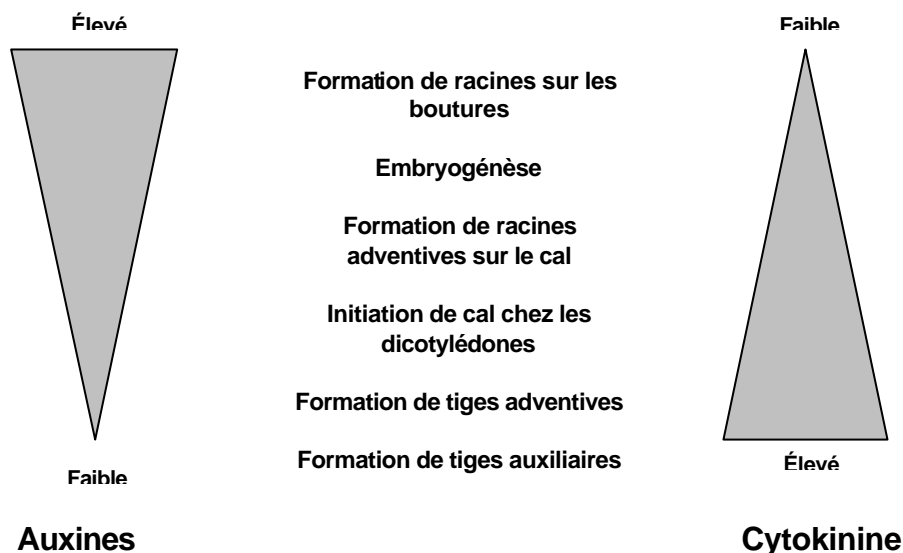 Élevé
Faible
Formation de racines sur les
boutures
Embryogénèse
Formation de racines
adventives sur le cal
Initiation de cal chez les
dicotylédones
Formation de tiges adventives
Formation de tiges auxiliaires
Faible
Élevé
Auxines
Cytokinine